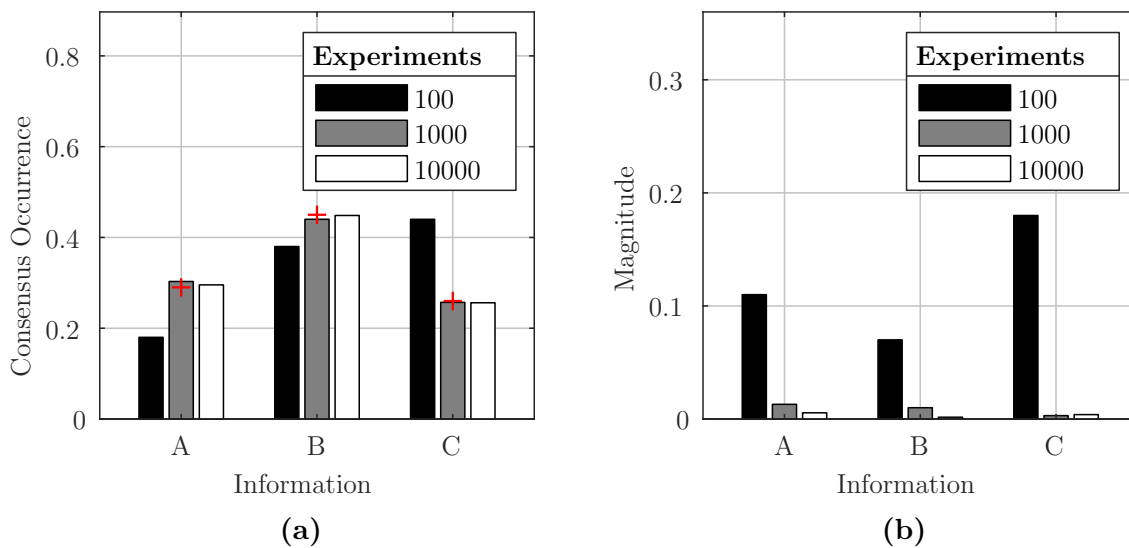 Consensus Occurrence
0.8
0.6
0.4
0.2
0
Experiments
100
1000
10000
A
B
C
Information
(a)
Magnitude
0.3
0.2
0.1
0
Experiments
100
1000
10000
A
B
C
Information
(b)